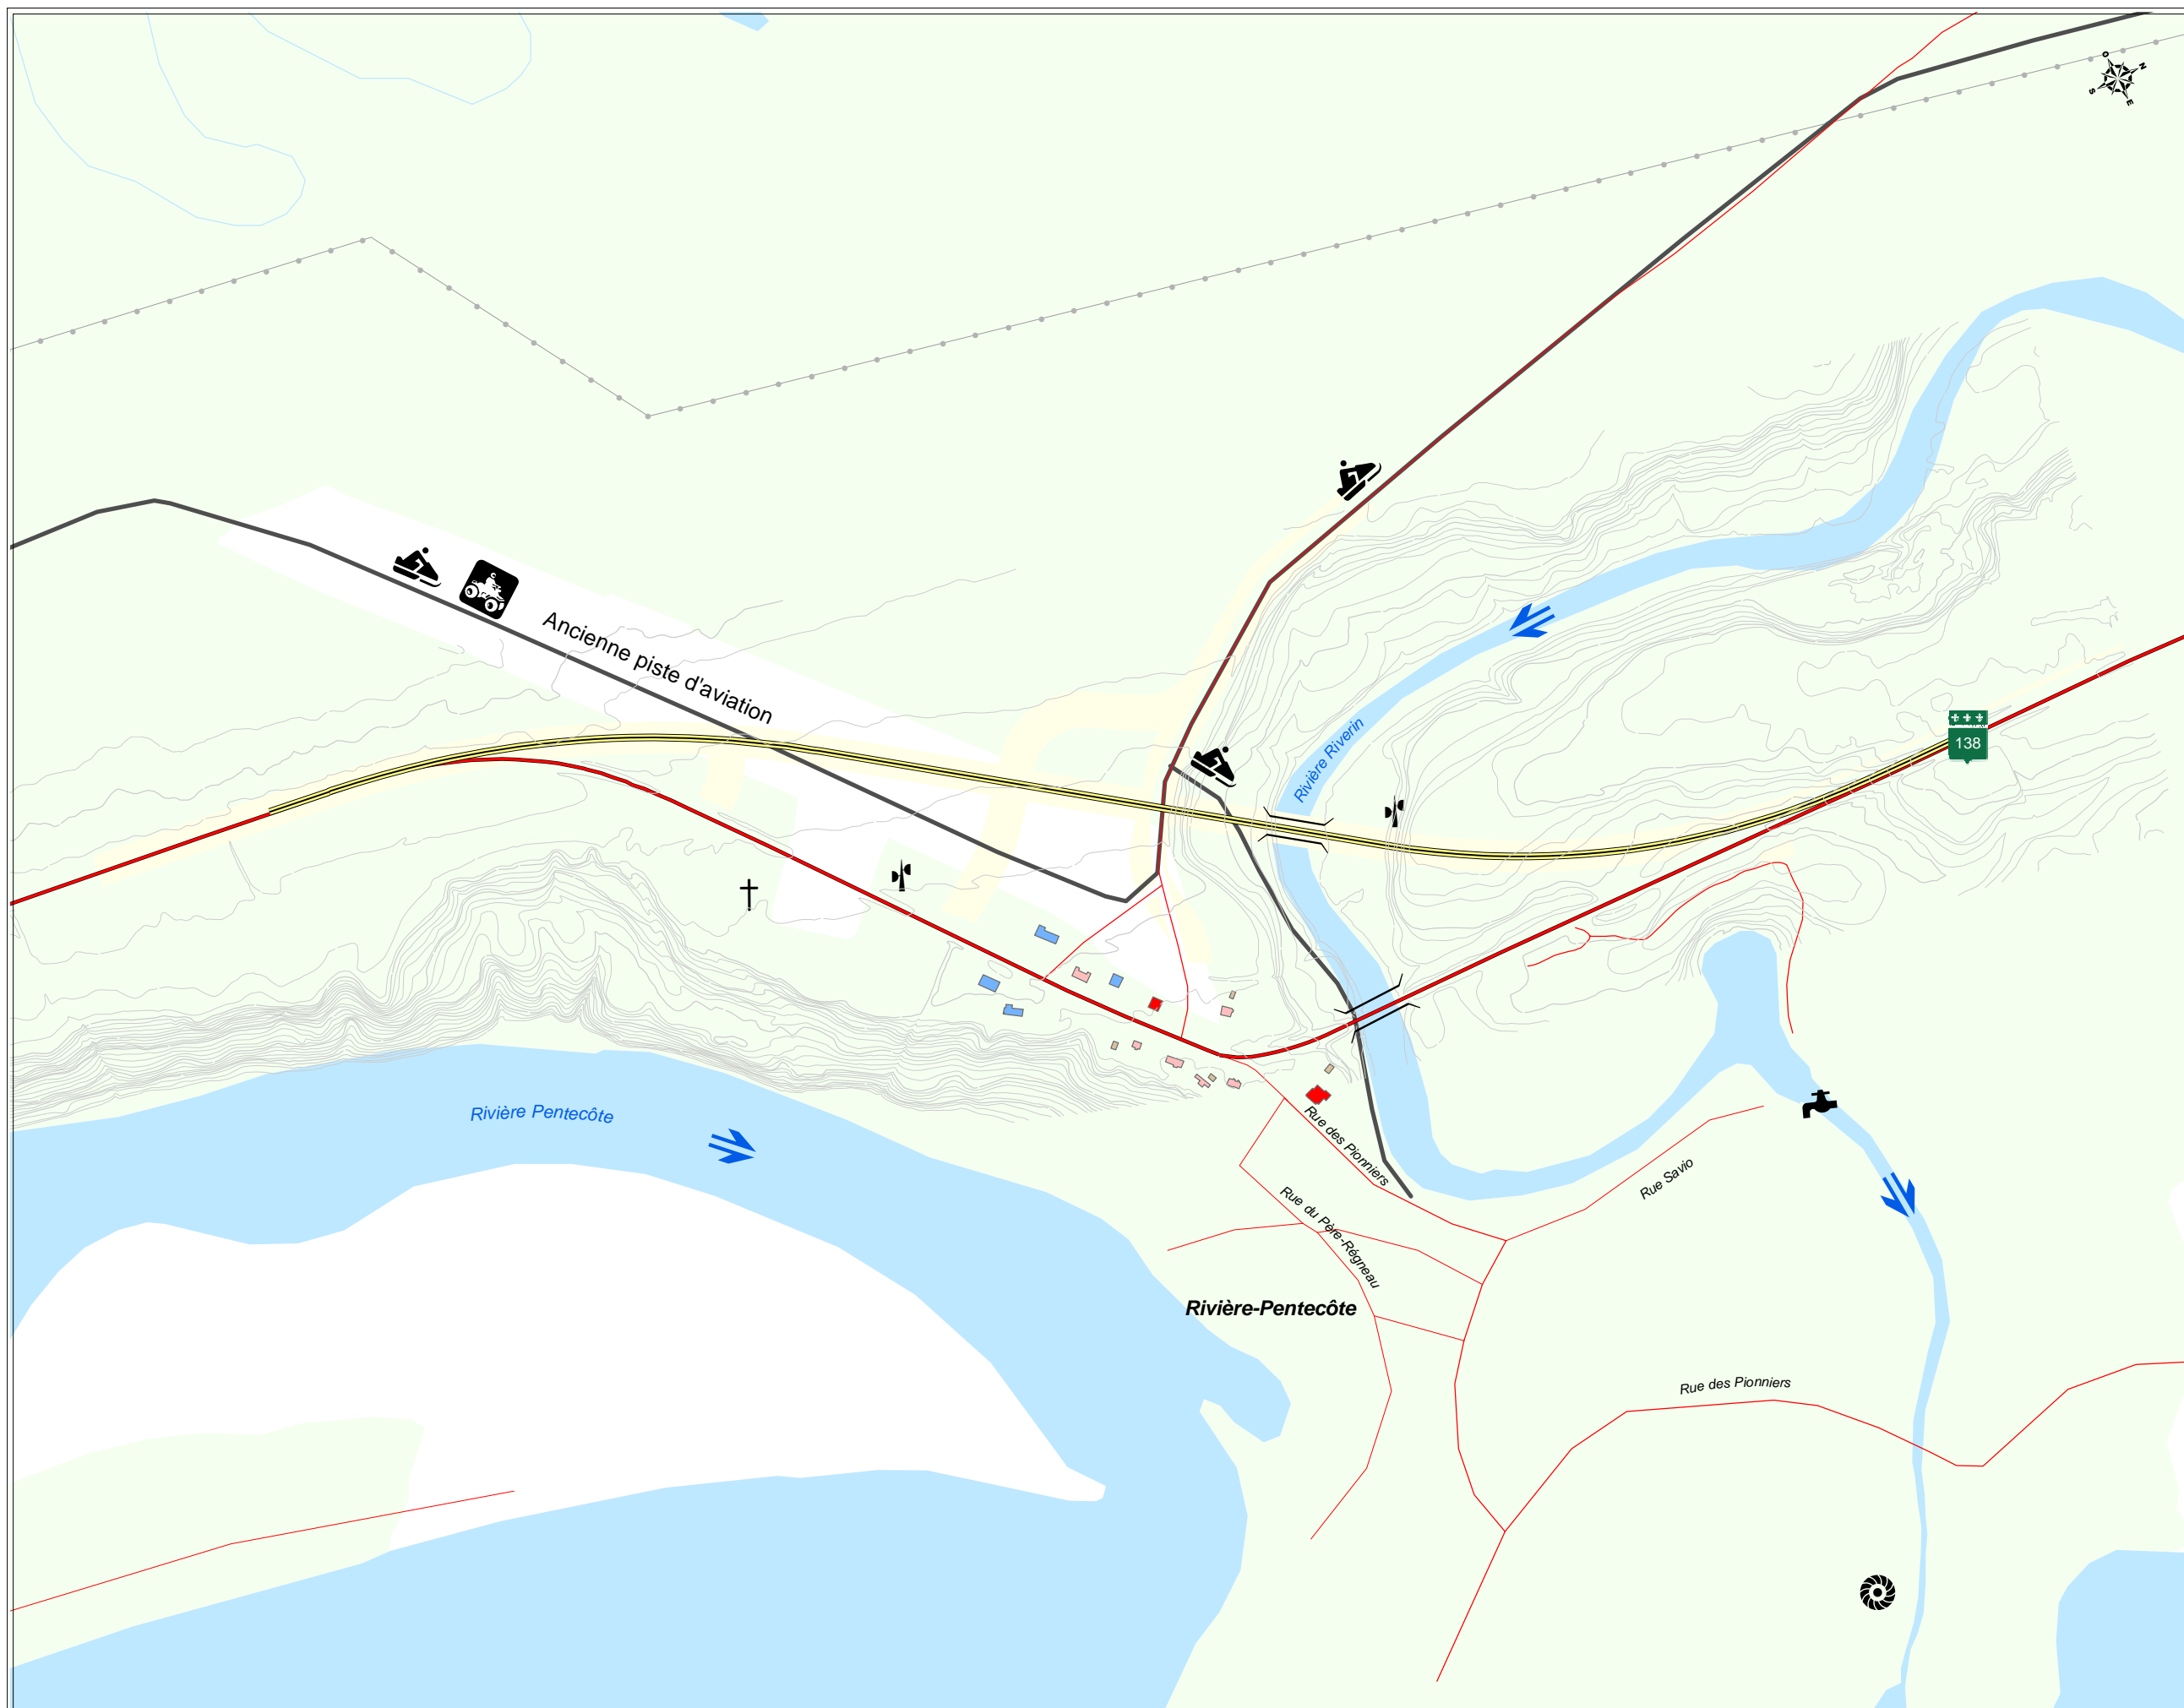 O
N
S
E
Ancienne piste d'aviation
Rivière Riverin
138
Rivière Pentecôte
Rue des Pionniers
Rue Savio
Rue du Père-Régneau
Rivière-Pentecôte
Rue des Pionniers